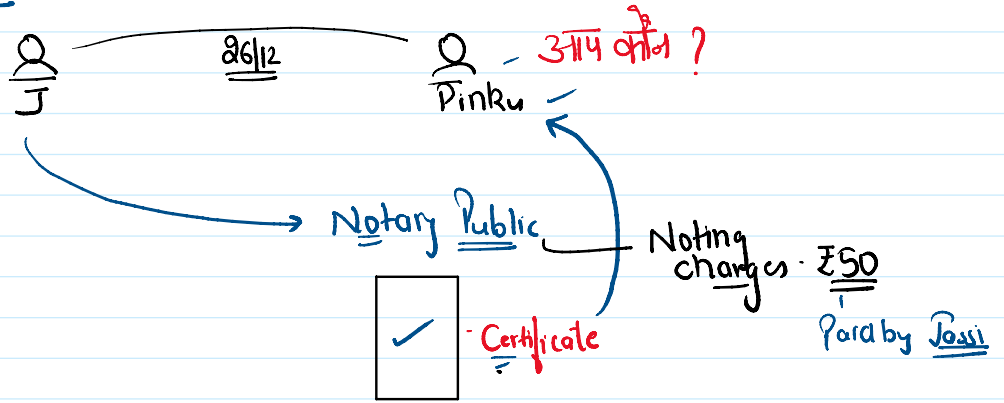 26/12
आप कौन ?
J
Pinku
Notary Public
Noting
charges · ₹50
- Certificate
Paid by Jassi